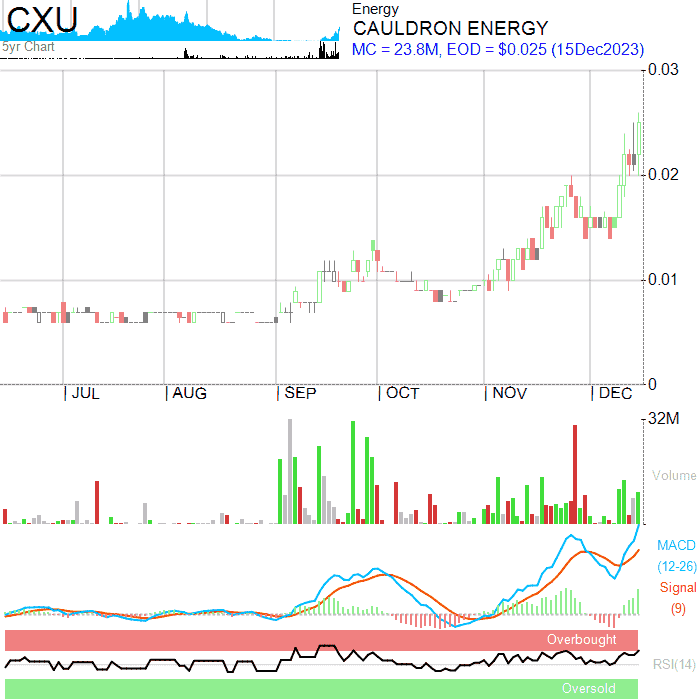 CXU
5yr Chart
Energy
CAULDRON ENERGY
MC = 23.8M, EOD = $0.025 (15Dec2023)
0.03
0.02
0.01
0
| JUL | AUG | SEP | OCT | NOV | DEC
32M
Volume
MACD
(12-26)
Signal
(9)
Overbought
RSI(14)
Oversold